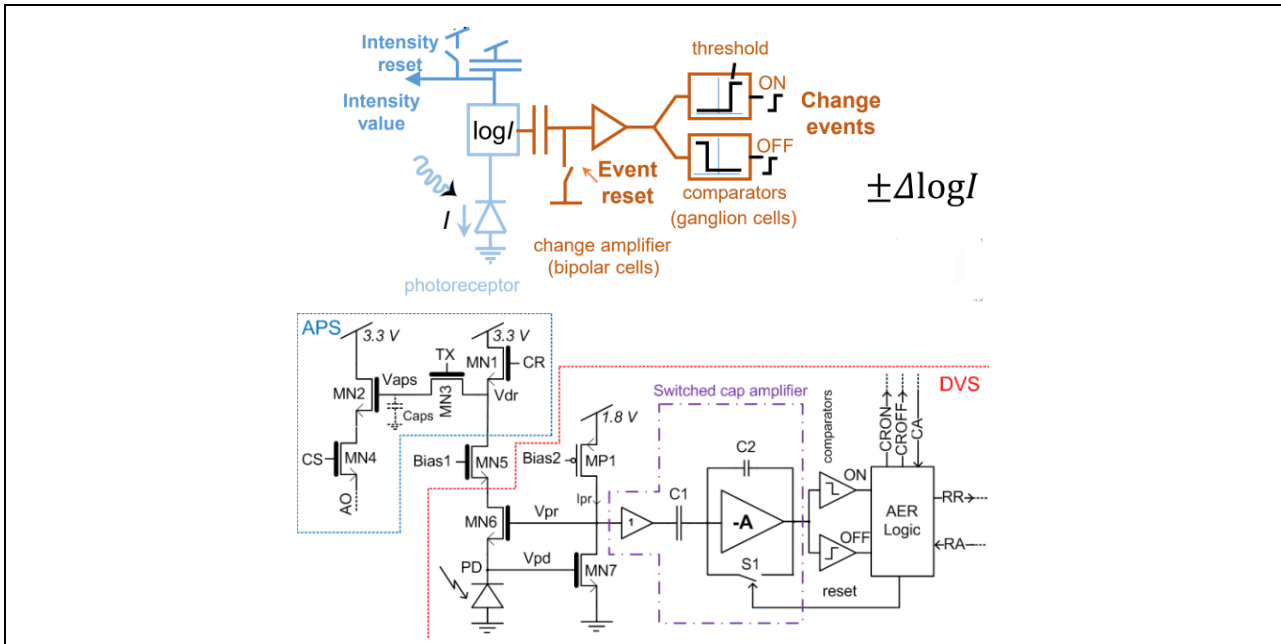 Intensity
reset
Intensity
value
logI
I
photoreceptor
Event
reset
change amplifier
(bipolar cells)
threshold
ON
OFF
Change
events
comparators
(ganglion cells)
±ΔlogI
APS
3.3 V
3.3 V
TX
MN1
CR
Vaps
MN3
Vdr
MN2
Caps
CS
MN4
AO
Bias1
MN5
DVS
Switched cap amplifier
1.8 V
Bias2
MP1
Ipr
C2
C1
1
-A
S1
MN6
Vpr
PD
Vpd
MN7
comparators
ON
OFF
reset
CRON
CROFF
CA
AER
Logic
RR
RA